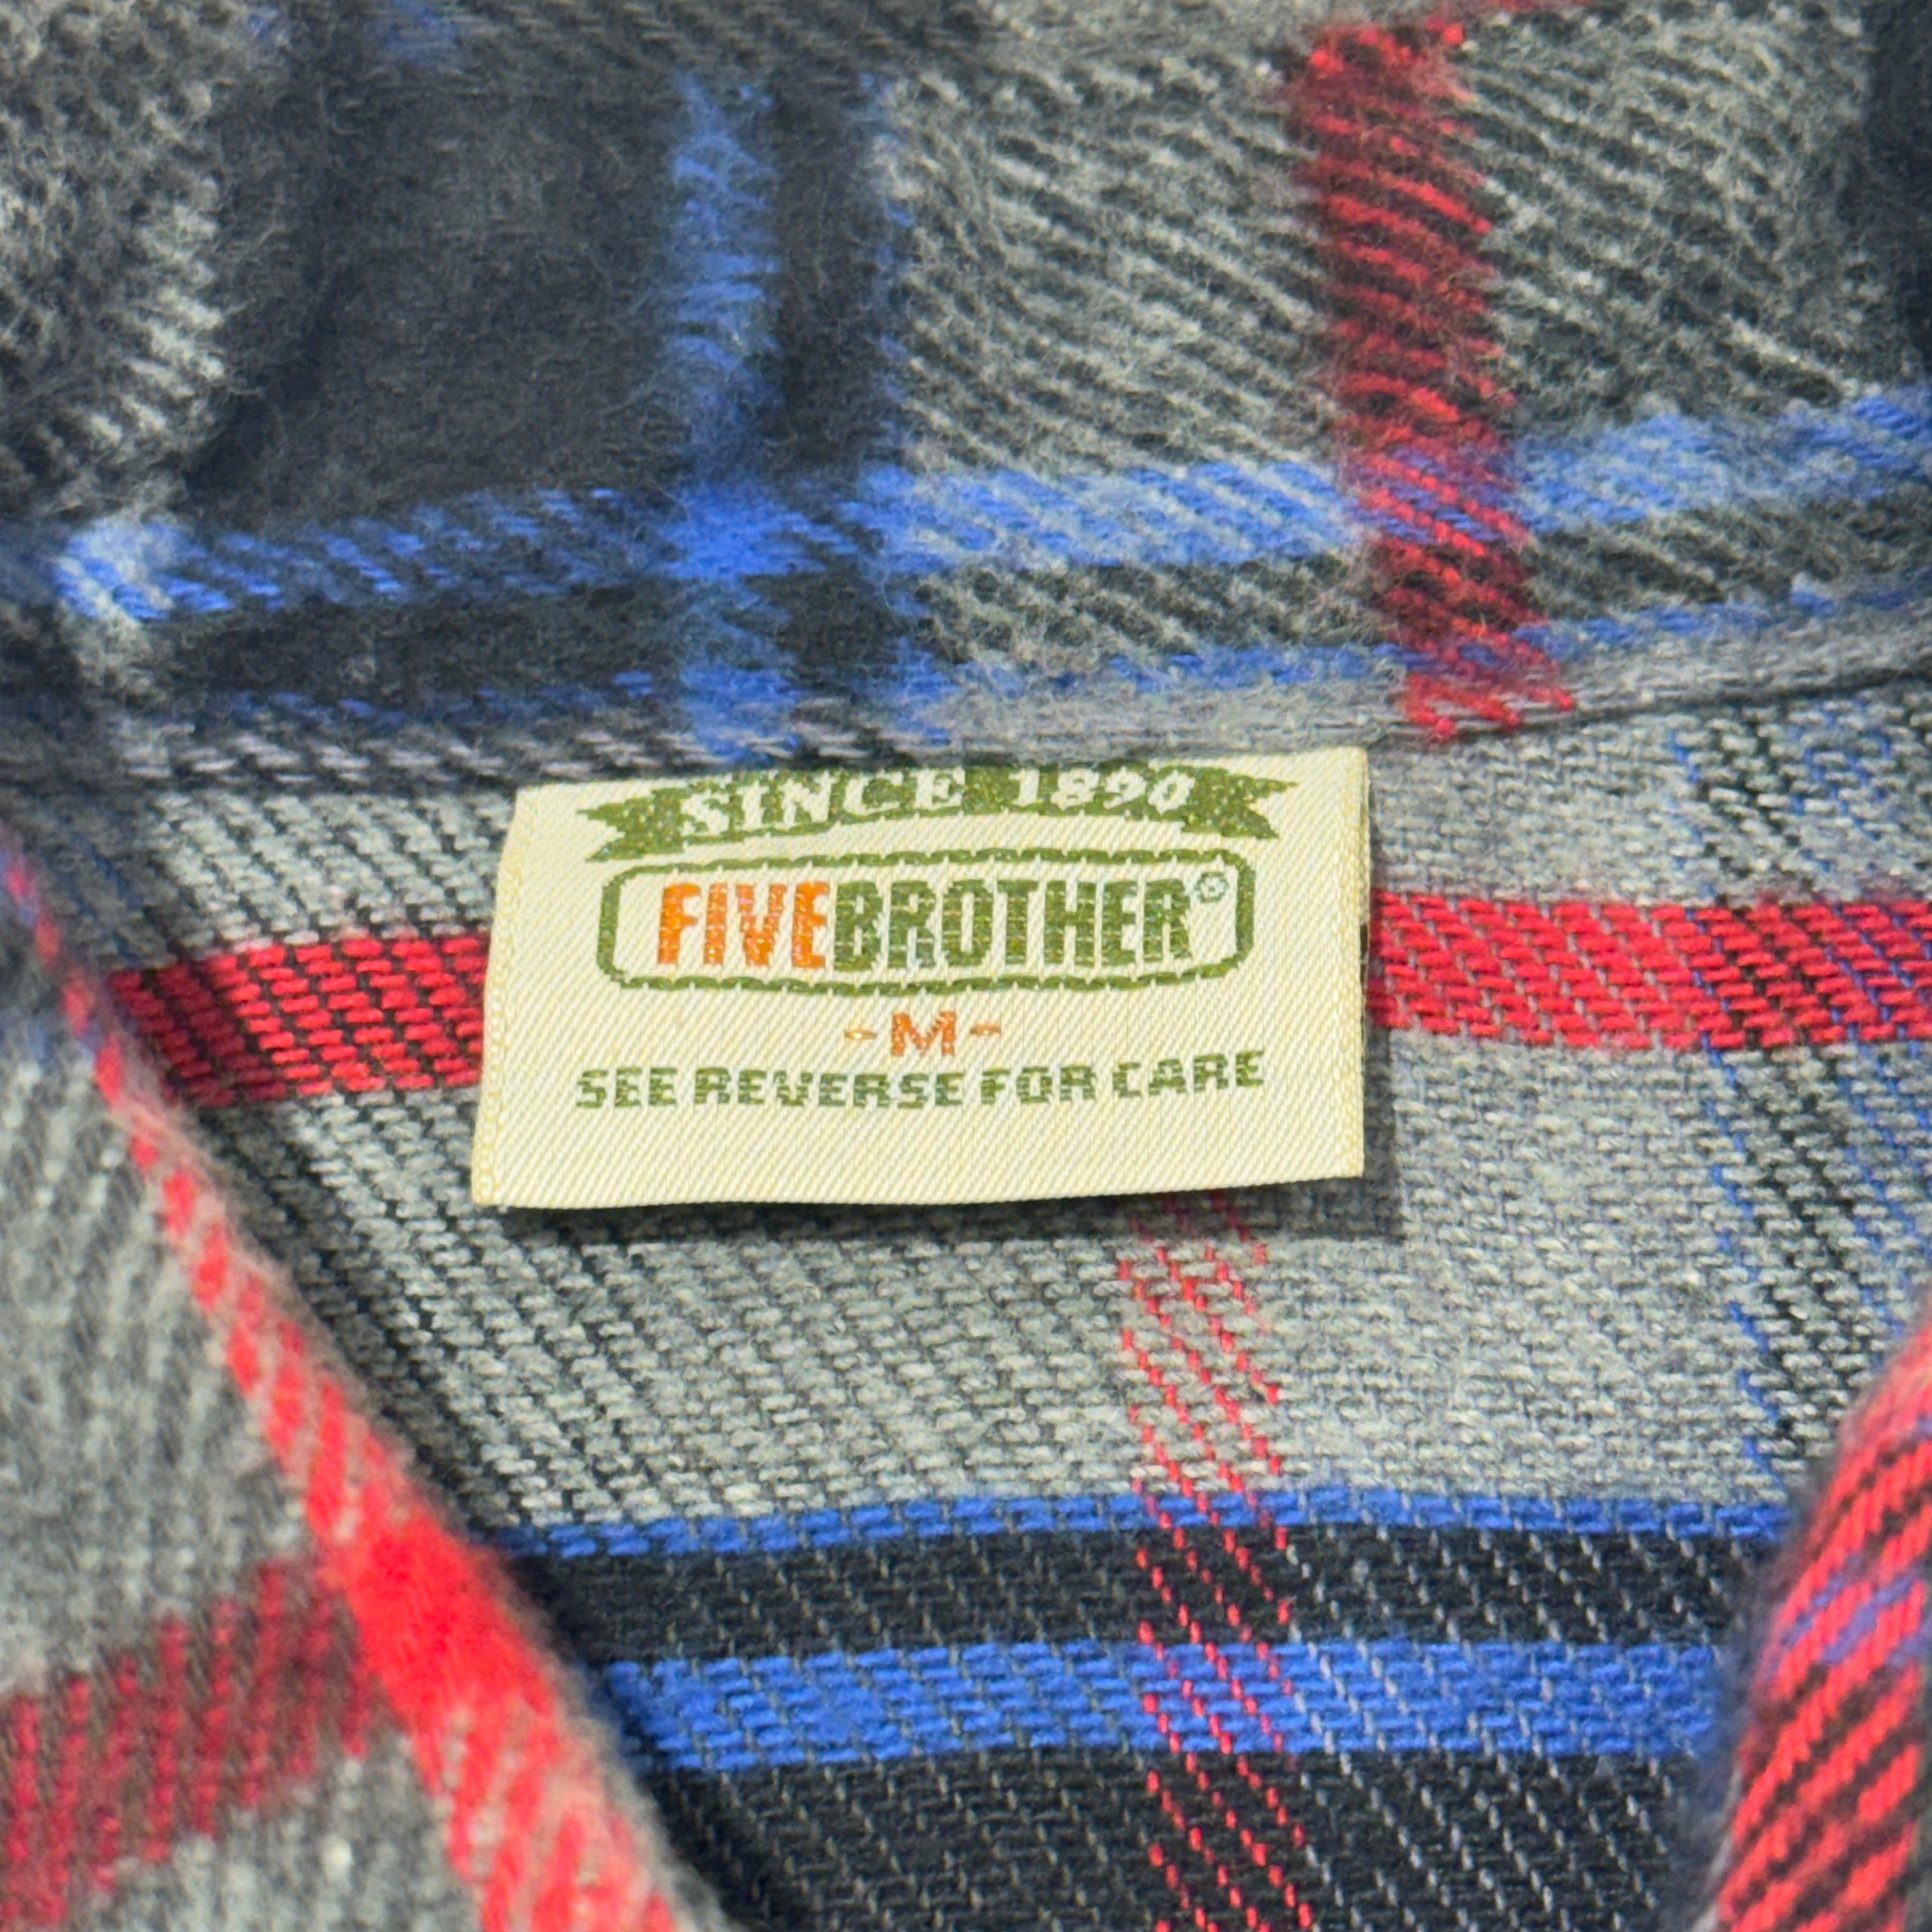 SINCE 1890
FIVEBROTHER®
-M-
SEE REVERSE FOR CARE